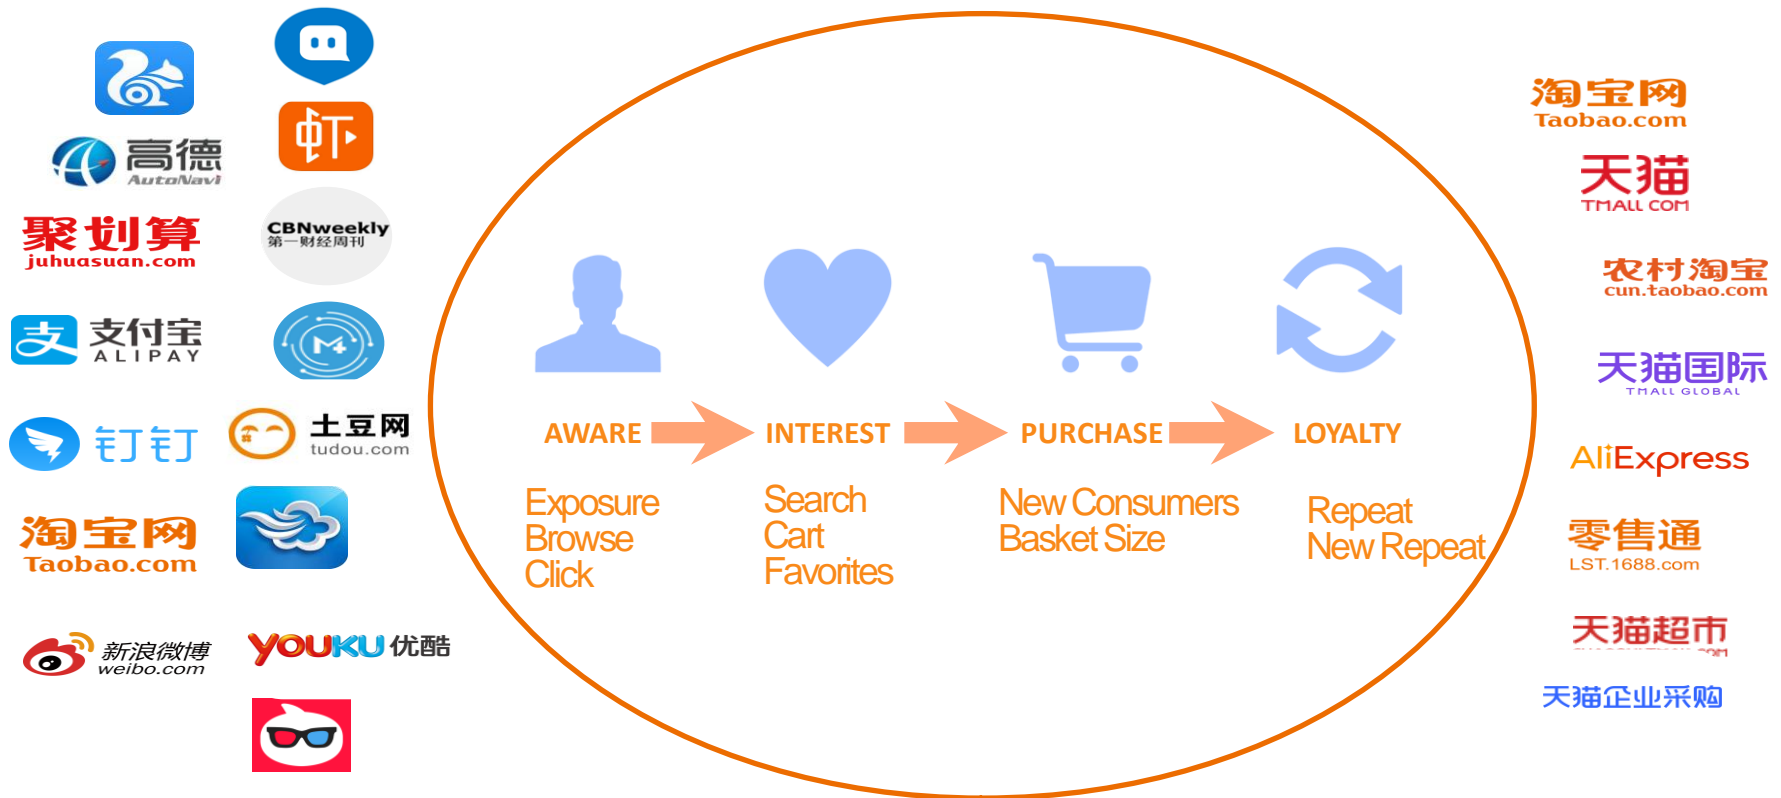 虾
高德
AutoNavi
聚划算
juhuasuan.com
CBNweekly
第一财经周刊
支 支付宝
ALIPAY
M4
钉钉
土豆网
tudou.com
淘宝网
Taobao.com
新浪微博
weibo.com
YOUKU 优酷
AWARE
Exposure
Browse
Click
INTEREST
Search
Cart
Favorites
PURCHASE
New Consumers
Basket Size
LOYALTY
Repeat
New Repeat
淘宝网
Taobao.com
天猫
TMALL.COM
农村淘宝
cun.taobao.com
天猫国际
TMALL GLOBAL
AliExpress
零售通
LST.1688.com
天猫超市
天猫企业采购